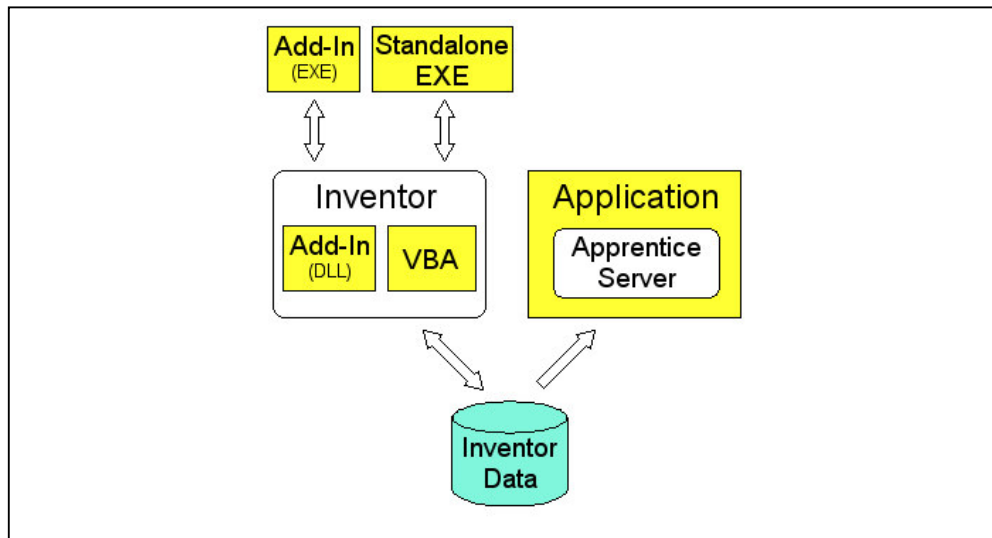 Add-In
(EXE)
Standalone
EXE
Inventor
Add-In
(DLL)
VBA
Application
Apprentice
Server
Inventor
Data